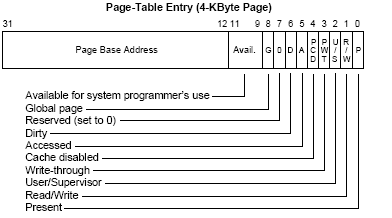 Page-Table Entry (4-KByte Page)
31 12 11 9 8 7 6 5 4 3 2 1 0
Page Base Address Avail. G 0 D A PCD PWT U/S R/W P
Available for system programmer's use
Global page
Reserved (set to 0)
Dirty
Accessed
Cache disabled
Write-through
User/Supervisor
Read/Write
Present